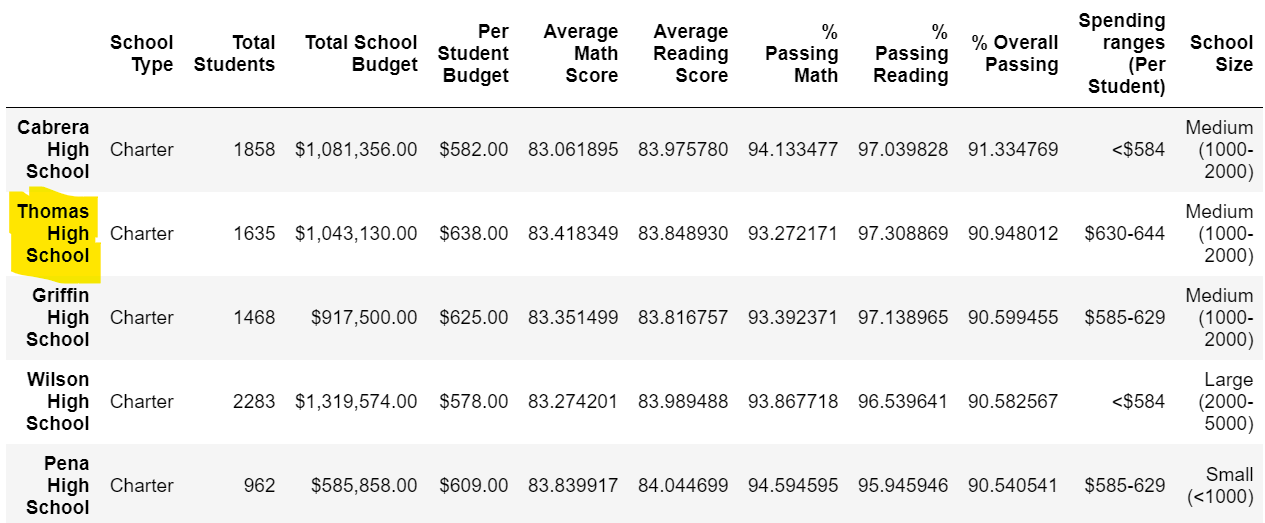 School Type Total Students Total School Budget Per Student Budget Average Math Score Average Reading Score % Passing Math % Passing Reading % Overall Passing Spending ranges (Per Student) School Size
Cabrera High School Charter 1858 $1,081,356.00 $582.00 83.061895 83.975780 94.133477 97.039828 91.334769 <$584 Medium (1000-2000)
Thomas High School Charter 1635 $1,043,130.00 $638.00 83.418349 83.848930 93.272171 97.308869 90.948012 $630-644 Medium (1000-2000)
Griffin High School Charter 1468 $917,500.00 $625.00 83.351499 83.816757 93.392371 97.138965 90.599455 $585-629 Medium (1000-2000)
Wilson High School Charter 2283 $1,319,574.00 $578.00 83.274201 83.989488 93.867718 96.539641 90.582567 <$584 Large (2000-5000)
Pena High School Charter 962 $585,858.00 $609.00 83.839917 84.044699 94.594595 95.945946 90.540541 $585-629 Small (<1000)